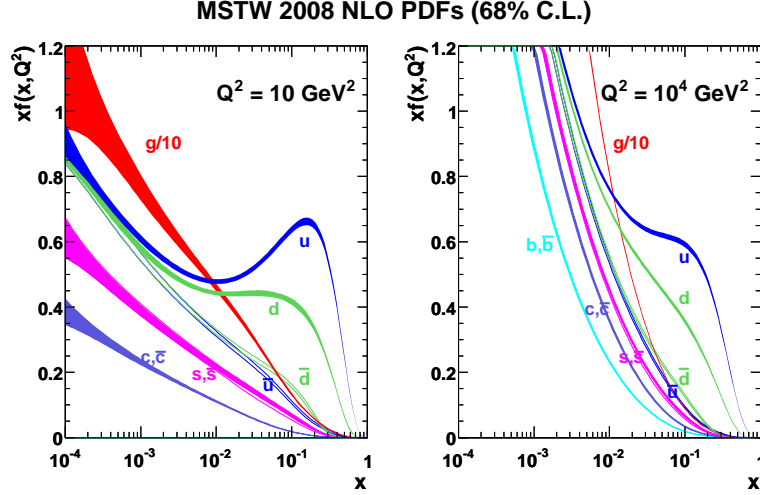 MSTW 2008 NLO PDFs (68% C.L.)
xf(x,Q²)
1.2
1
0.8
0.6
0.4
0.2
0
10⁻⁴
10⁻³
10⁻²
10⁻¹
1
x
Q² = 10 GeV²
g/10
u
d
c,c̅
s,s̅
u̅
d̅
xf(x,Q²)
1.2
1
0.8
0.6
0.4
0.2
0
10⁻⁴
10⁻³
10⁻²
10⁻¹
1
x
Q² = 10⁴ GeV²
g/10
b,b̅
u
d
c,c̅
s,s̅
d̅
u̅